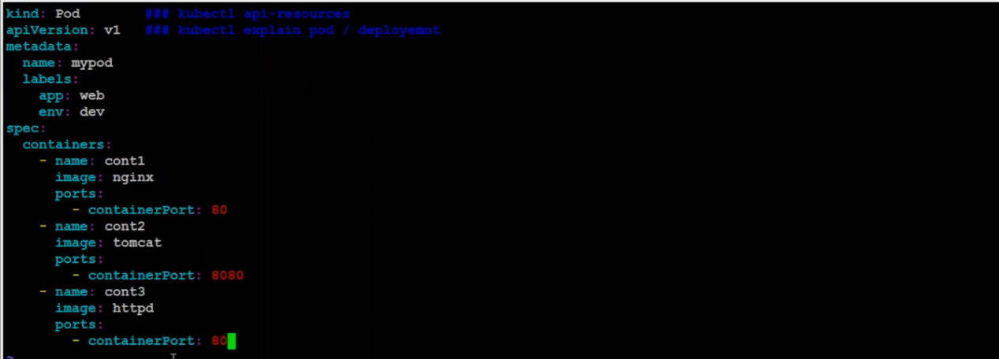 kind: Pod        ### kubectl api-resources
apiVersion: v1   ### kubectl explain pod / deployemnt
metadata:
  name: mypod
  labels:
    app: web
    env: dev
spec:
  containers:
    - name: cont1
      image: nginx
      ports:
        - containerPort: 80
    - name: cont2
      image: tomcat
      ports:
        - containerPort: 8080
    - name: cont3
      image: httpd
      ports:
        - containerPort: 80
~